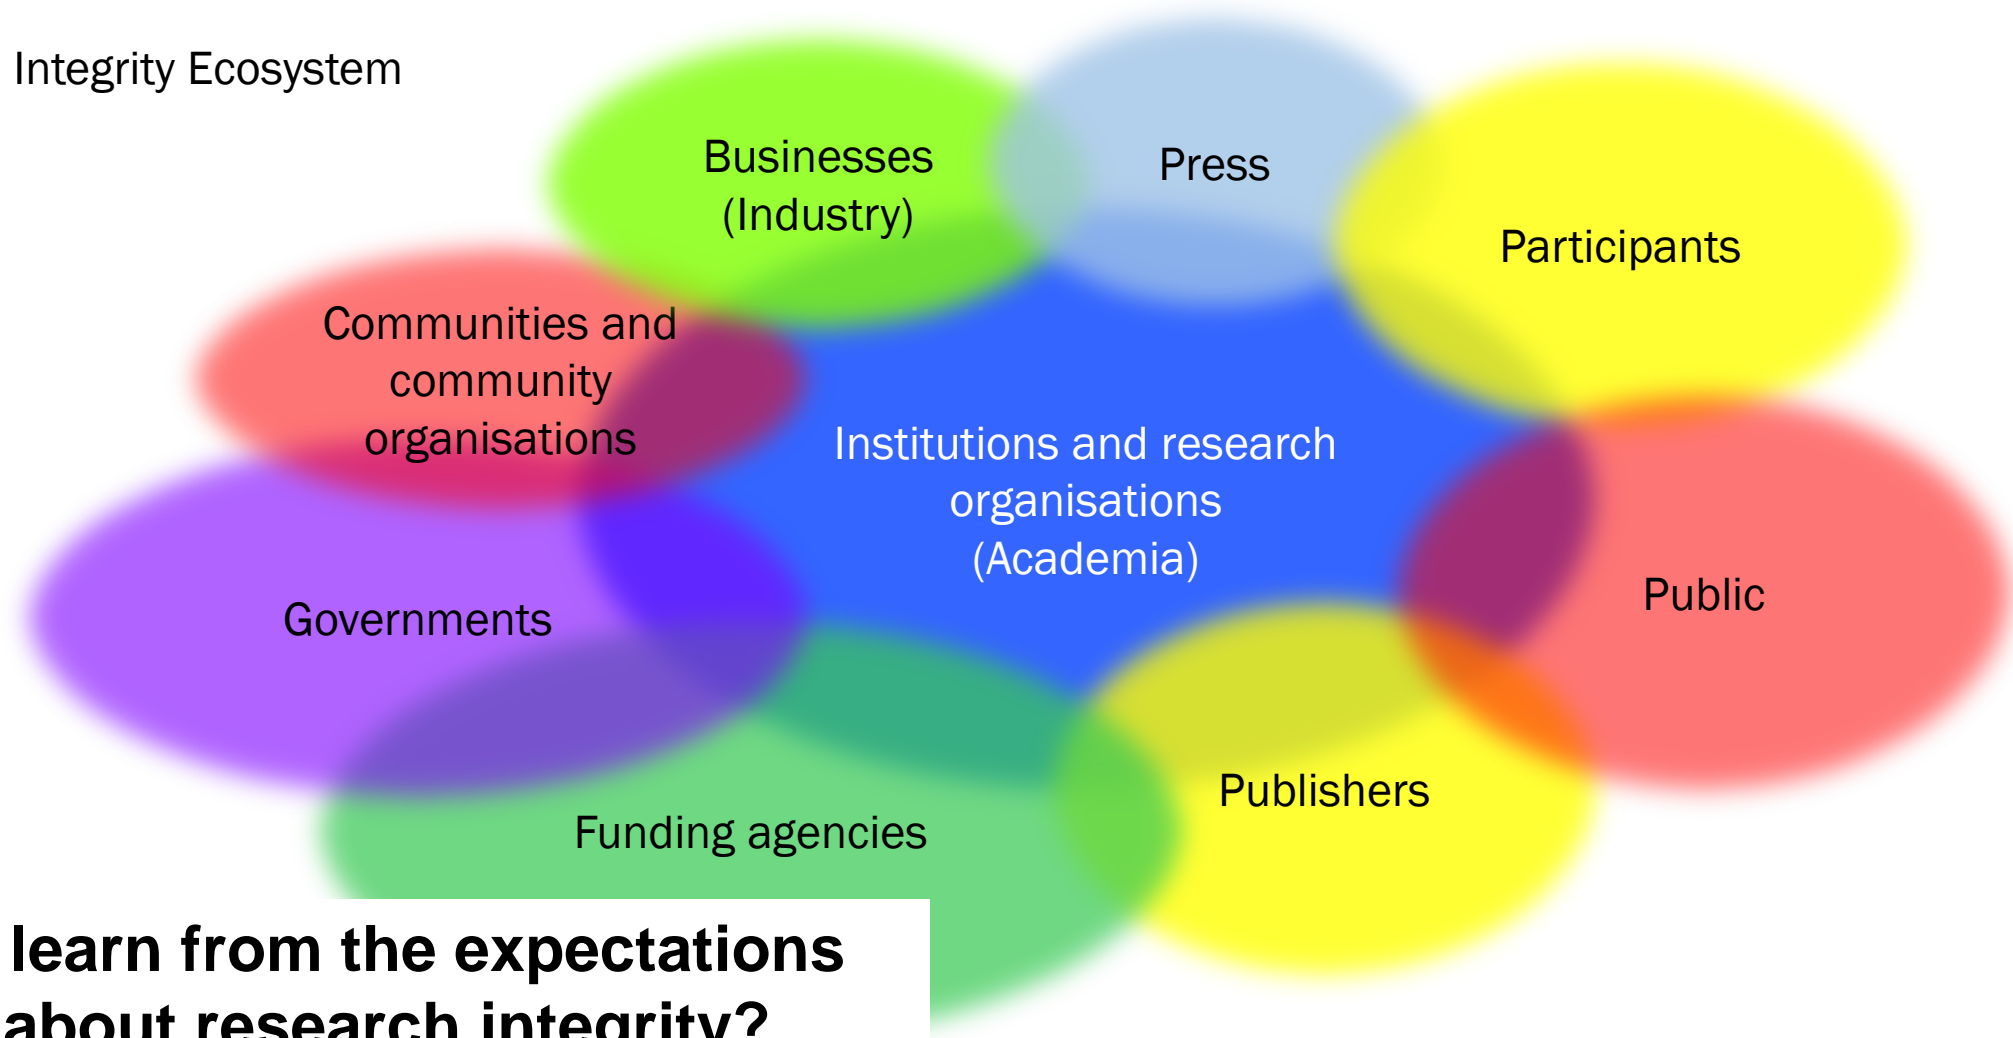 Integrity Ecosystem
Businesses
(Industry)
Press
Participants
Communities and
community
organisations
Institutions and research
organisations
(Academia)
Public
Governments
Publishers
Funding agencies
learn from the expectations
about research integrity?